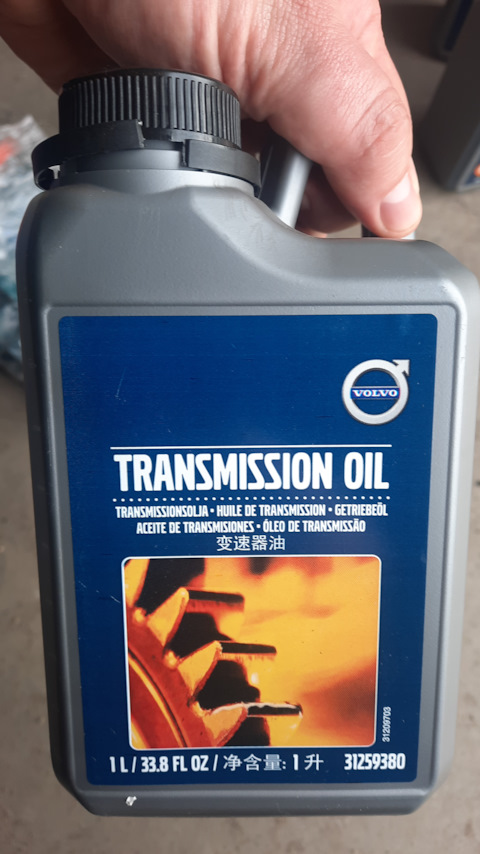 VOLVO
TRANSMISSION OIL
TRANSMISSIONSOLJA • HUILE DE TRANSMISSION • GETRIEBEÖL
ACEITE DE TRANSMISIONES • ÓLEO DE TRANSMISSÃO
变速器油
31209703
1 L / 33.8 FL OZ / 净含量: 1 升 31259380